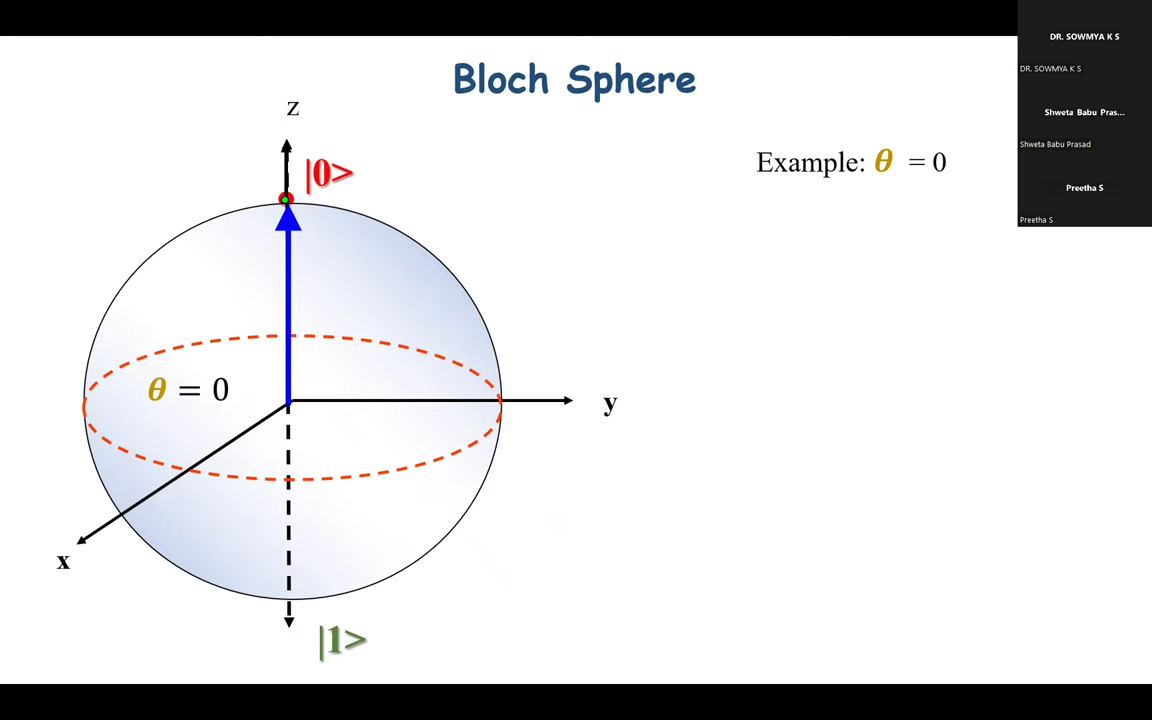 Bloch Sphere
z
|0>
Example: θ = 0
θ = 0
y
x
|1>
DR. SOWMYA K S
DR. SOWMYA K S
Shweta Babu Pras...
Shweta Babu Prasad
Preetha S
Preetha S